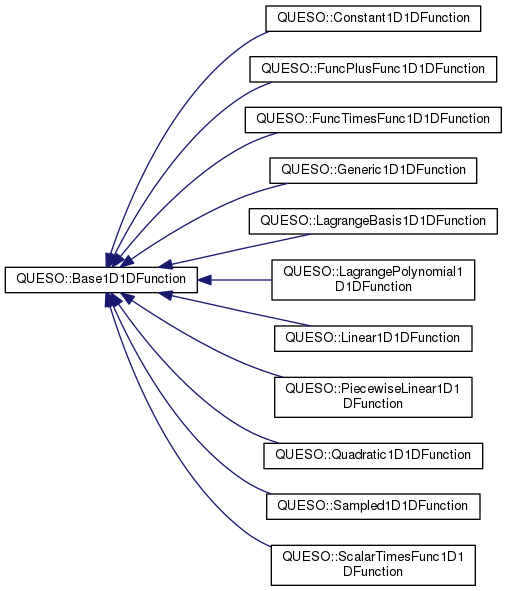 QUESO::Constant1D1DFunction
QUESO::FuncPlusFunc1D1DFunction
QUESO::FuncTimesFunc1D1DFunction
QUESO::Generic1D1DFunction
QUESO::LagrangeBasis1D1DFunction
QUESO::Base1D1DFunction
QUESO::LagrangePolynomial1
D1DFunction
QUESO::Linear1D1DFunction
QUESO::PiecewiseLinear1D1
DFunction
QUESO::Quadratic1D1DFunction
QUESO::Sampled1D1DFunction
QUESO::ScalarTimesFunc1D1
DFunction